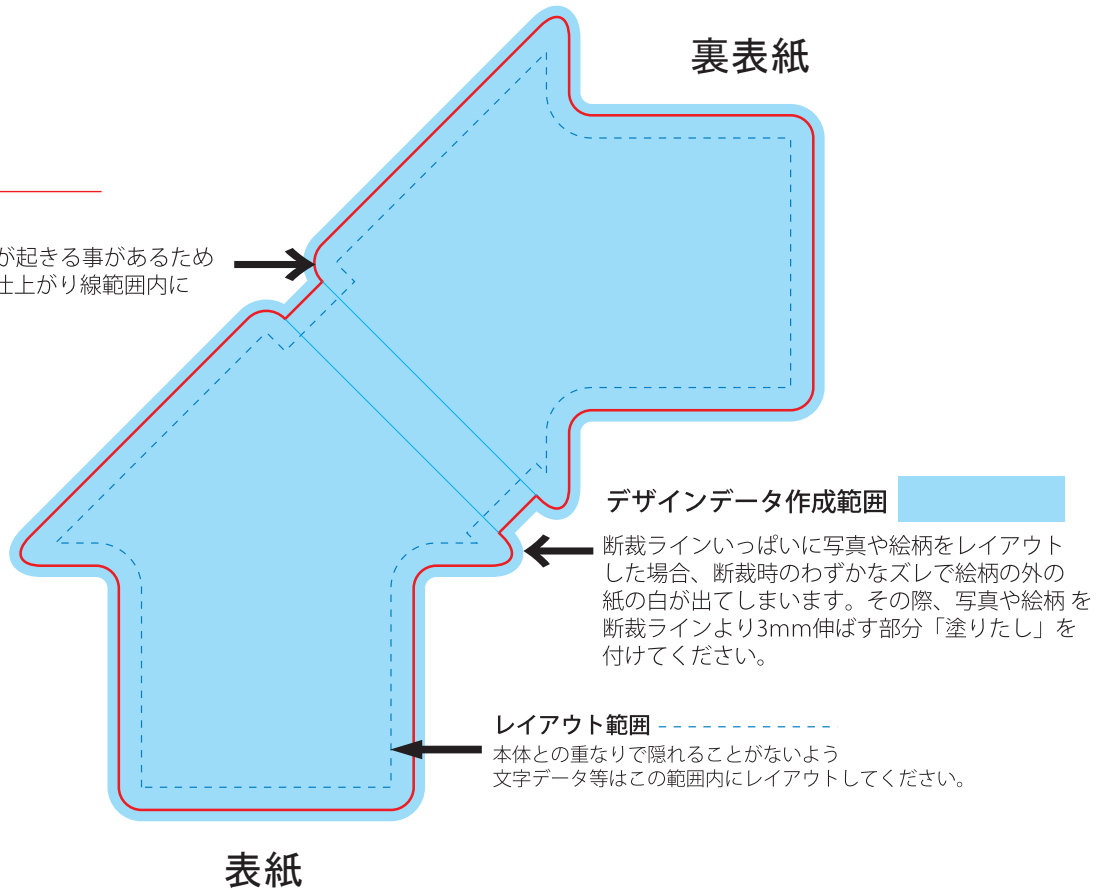 裏表紙
が起きる事があるため
仕上がり線範囲内に
デザインデータ作成範囲
断裁ラインいっぱいに写真や絵柄をレイアウト
した場合、断裁時のわずかなズレで絵柄の外の
紙の白が出てしまいます。その際、写真や絵柄 を
断裁ラインより3mm伸ばす部分「塗りたし」を
付けてください。
レイアウト範囲
本体との重なりで隠れることがないよう
文字データ等はこの範囲内にレイアウトしてください。
表紙